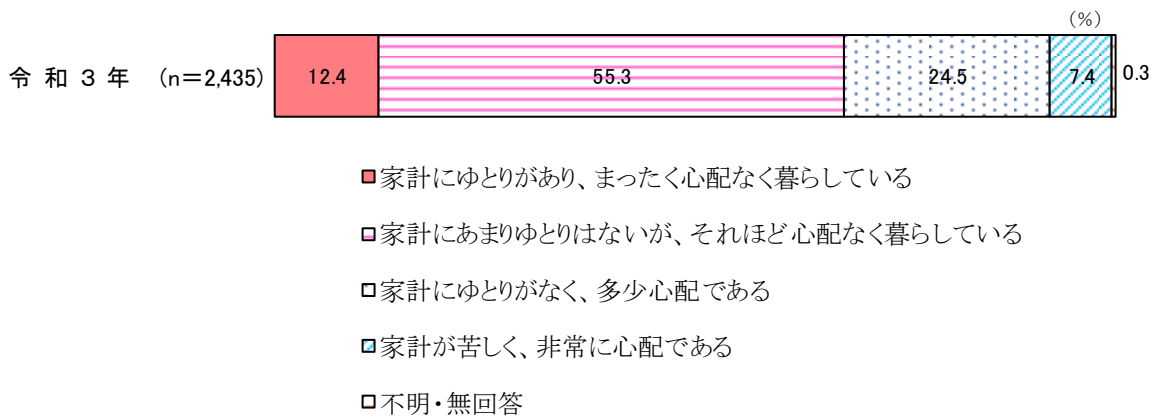 (%)
令和3年 (n=2,435) 12.4 55.3 24.5 7.4 0.3
家計にゆとりがあり、まったく心配なく暮らしている
家計にあまりゆとりはないが、それほど心配なく暮らしている
家計にゆとりがなく、多少心配である
家計が苦しく、非常に心配である
不明・無回答